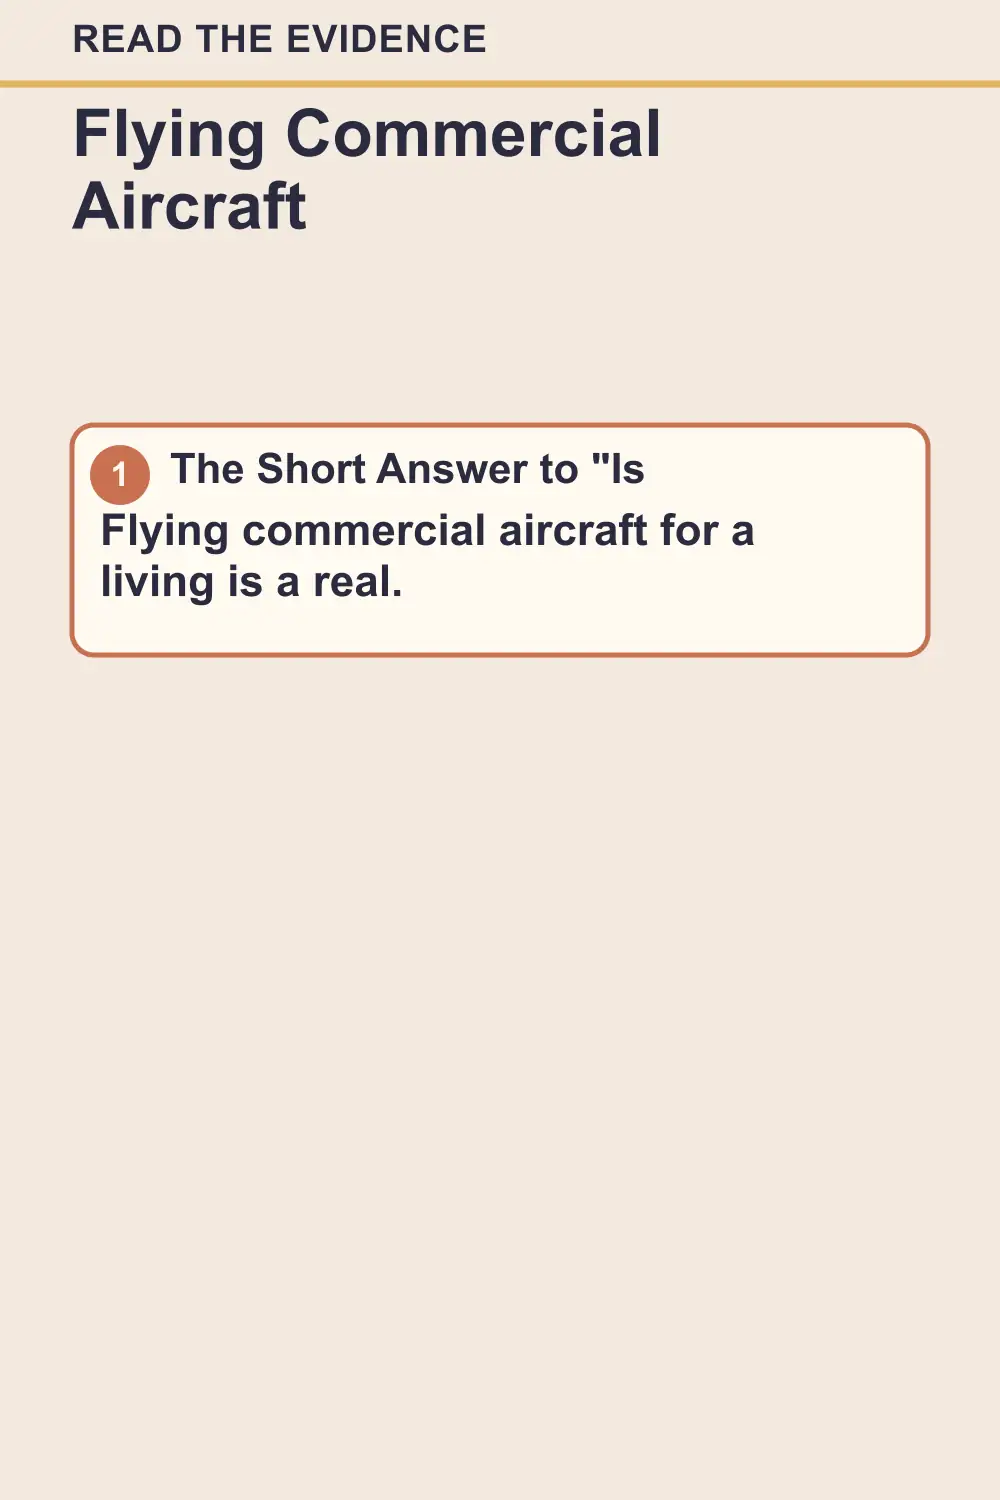 READ THE EVIDENCE
Flying Commercial
Aircraft
1 The Short Answer to "Is
Flying commercial aircraft for a
living is a real.